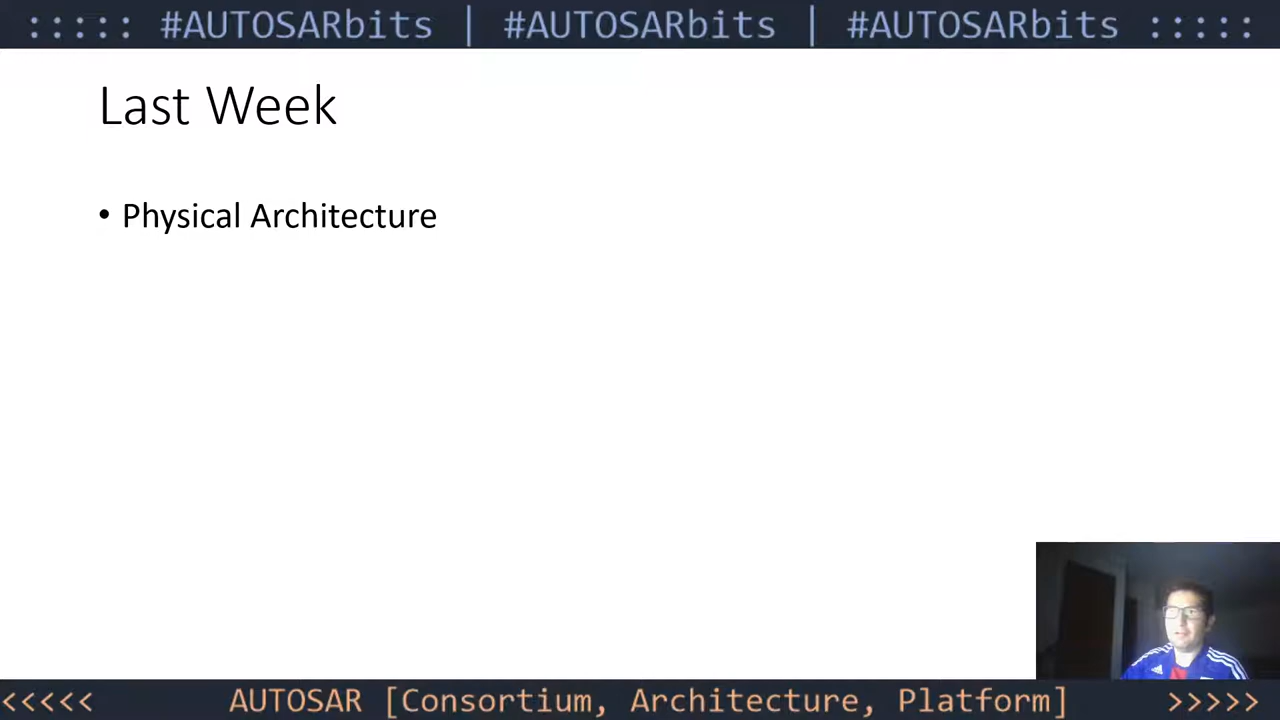 ::::: #AUTOSARbits | #AUTOSARbits | #AUTOSARbits :::::
Last Week
• Physical Architecture
<<<<< AUTOSAR [Consortium, Architecture, Platform] >>>>>